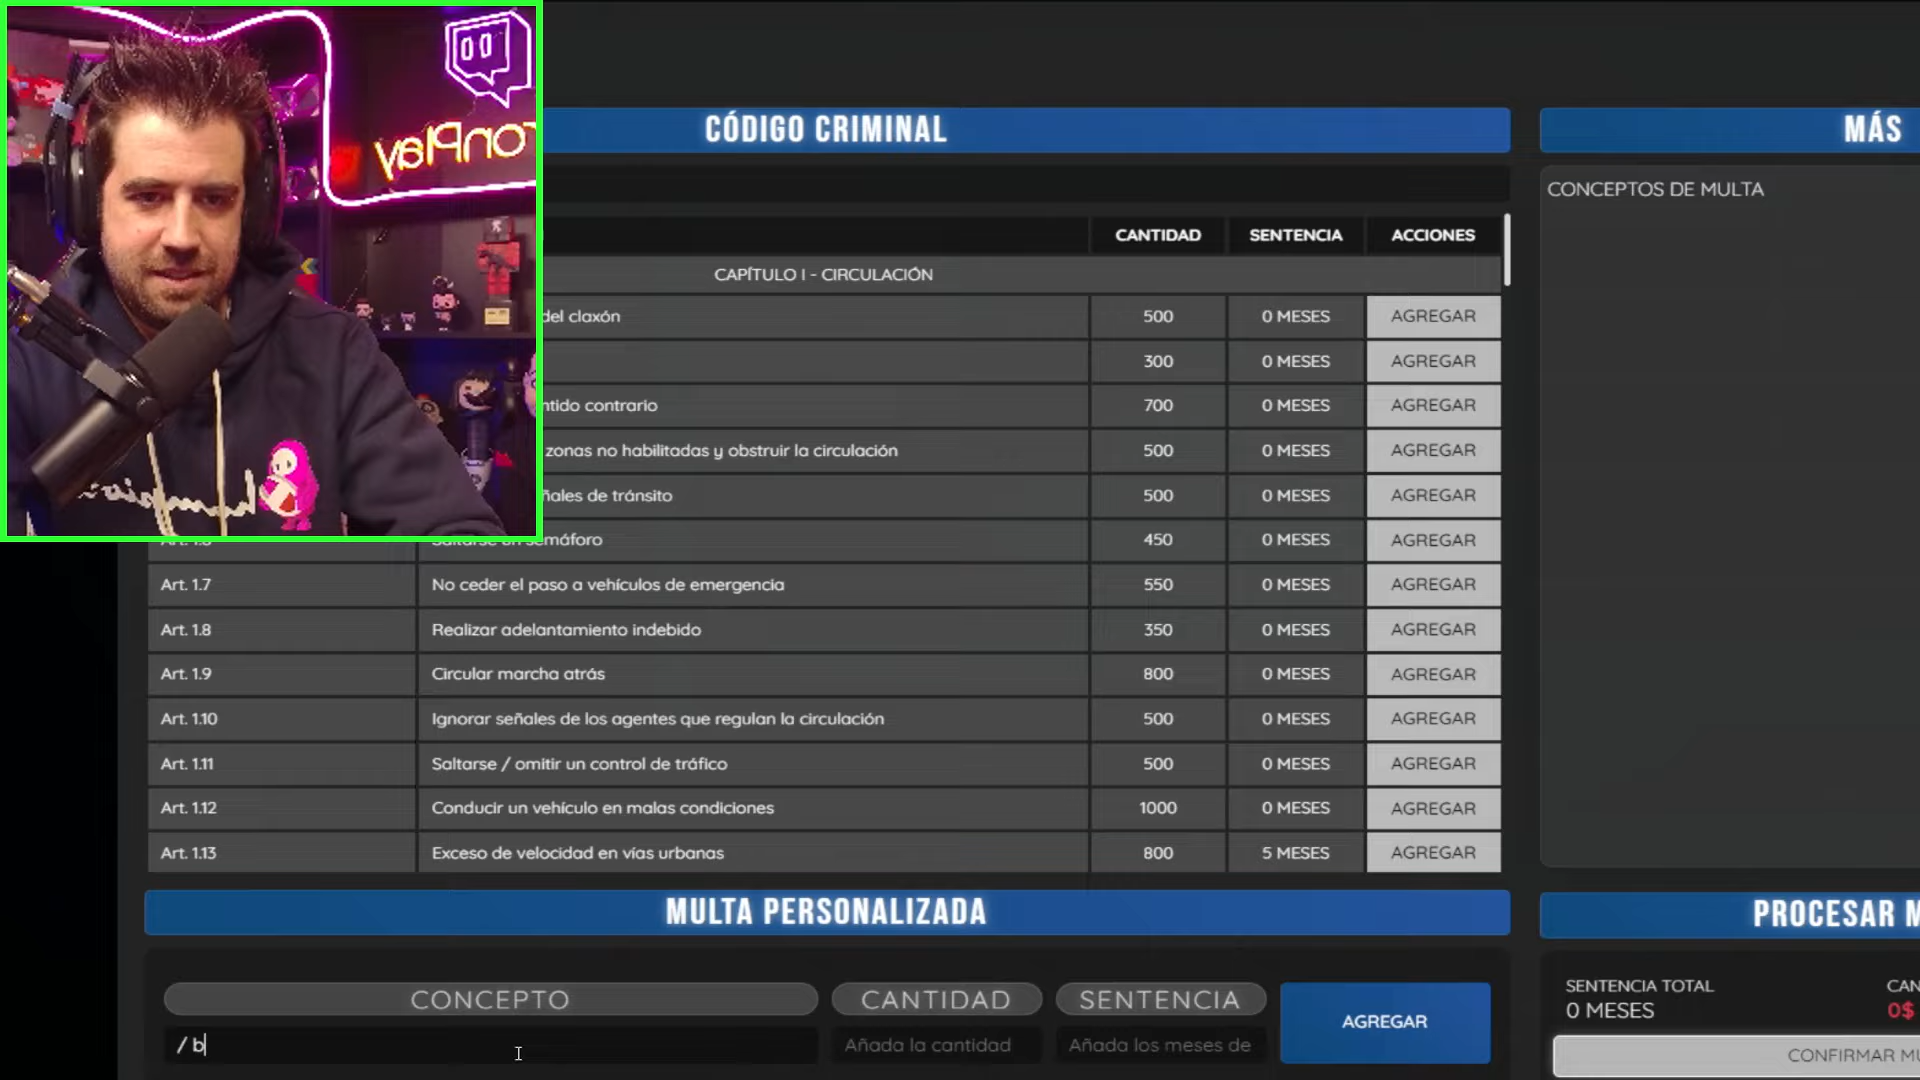 CÓDIGO CRIMINAL
MÁS
CONCEPTOS DE MULTA
CANTIDAD SENTENCIA ACCIONES
CAPÍTULO I - CIRCULACIÓN
del claxón 500 0 MESES AGREGAR
300 0 MESES AGREGAR
ntido contrario 700 0 MESES AGREGAR
zonas no habilitadas y obstruir la circulación 500 0 MESES AGREGAR
ñales de tránsito 500 0 MESES AGREGAR
semáforo 450 0 MESES AGREGAR
Art. 1.7 No ceder el paso a vehículos de emergencia 550 0 MESES AGREGAR
Art. 1.8 Realizar adelantamiento indebido 350 0 MESES AGREGAR
Art. 1.9 Circular marcha atrás 800 0 MESES AGREGAR
Art. 1.10 Ignorar señales de los agentes que regulan la circulación 500 0 MESES AGREGAR
Art. 1.11 Saltarse / omitir un control de tráfico 500 0 MESES AGREGAR
Art. 1.12 Conducir un vehículo en malas condiciones 1000 0 MESES AGREGAR
Art. 1.13 Exceso de velocidad en vías urbanas 800 5 MESES AGREGAR
MULTA PERSONALIZADA
PROCESAR M
CONCEPTO CANTIDAD SENTENCIA
/ b Añada la cantidad Añada los meses de
AGREGAR
SENTENCIA TOTAL CAN
0 MESES 0$
CONFIRMAR MU